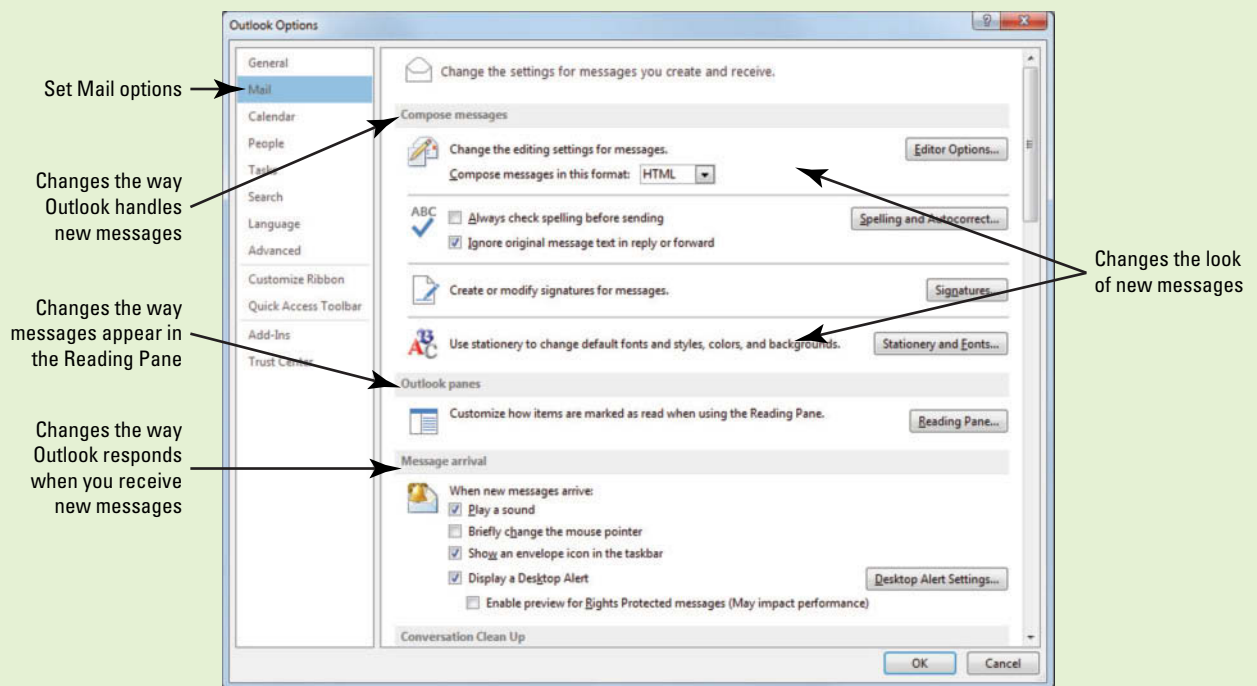 Outlook Options
General
Mail
Calendar
People
Tasks
Search
Language
Advanced
Customize Ribbon
Quick Access Toolbar
Add-Ins
Trust Center
Change the settings for messages you create and receive.
Compose messages
Change the editing settings for messages.
Editor Options...
Compose messages in this format: HTML
ABC
Always check spelling before sending
Spelling and Autocorrect...
Ignore original message text in reply or forward
Create or modify signatures for messages.
Signatures...
Use stationery to change default fonts and styles, colors, and backgrounds.
Stationery and Fonts...
Outlook panes
Customize how items are marked as read when using the Reading Pane.
Reading Pane...
Message arrival
When new messages arrive:
Play a sound
Briefly change the mouse pointer
Show an envelope icon in the taskbar
Display a Desktop Alert
Desktop Alert Settings...
Enable preview for Rights Protected messages (May impact performance)
Conversation Clean Up
OK
Cancel
Set Mail options
Changes the way
Outlook handles
new messages
Changes the way
messages appear in
the Reading Pane
Changes the way
Outlook responds
when you receive
new messages
Changes the look
of new messages